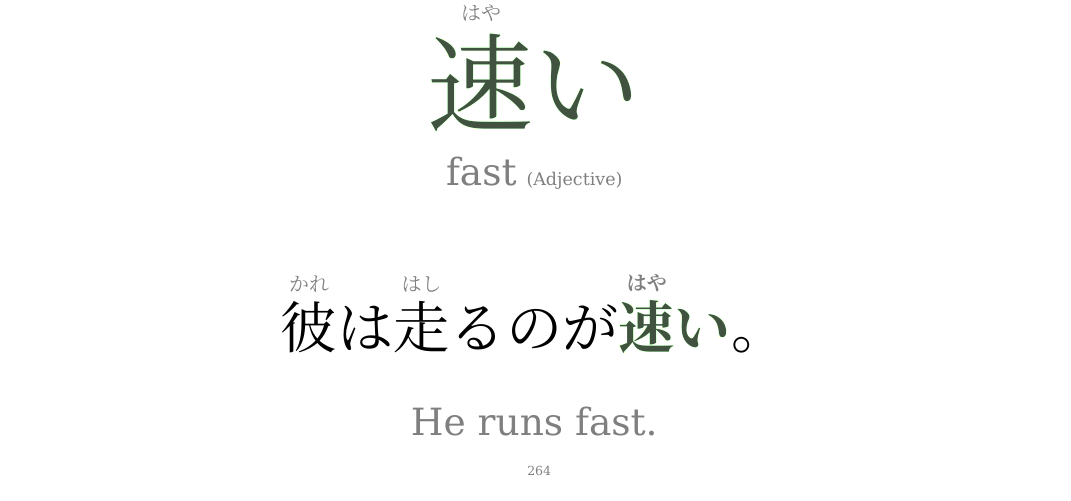 はや
速い
fast (Adjective)
かれ はし はや
彼は走るのが速い。
He runs fast.
264